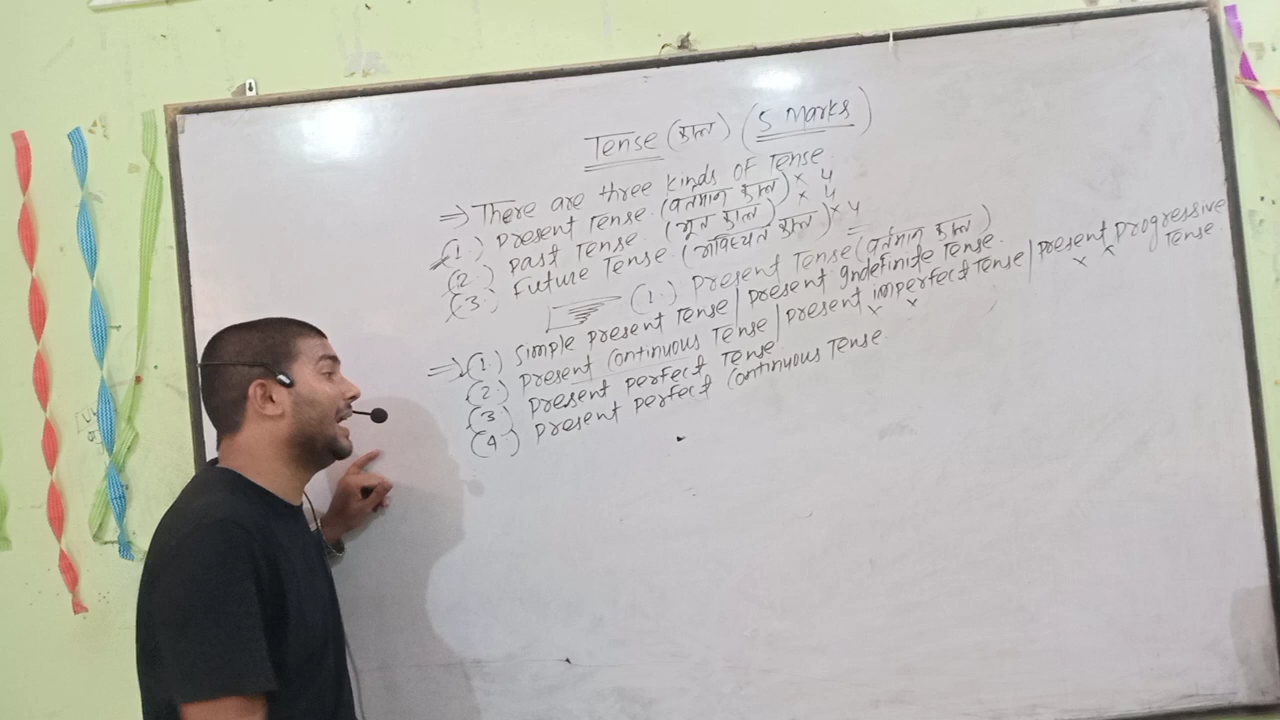 Tense (काल) (5 Marks)
⇒ There are three kinds of Tense
(1.) Present Tense. (वर्तमान काल) × 4
(2.) Past Tense. (भूत काल) × 4
(3.) Future Tense. (भविष्यत काल) × 4
(1.) Present Tense (वर्तमान काल)
⇒ (1.) Simple Present Tense / Present Indefinite Tense.
(2.) Present Continuous Tense / Present imperfect Tense / Present Progressive Tense.
(3.) Present Perfect Tense
(4.) Present Perfect Continuous Tense.